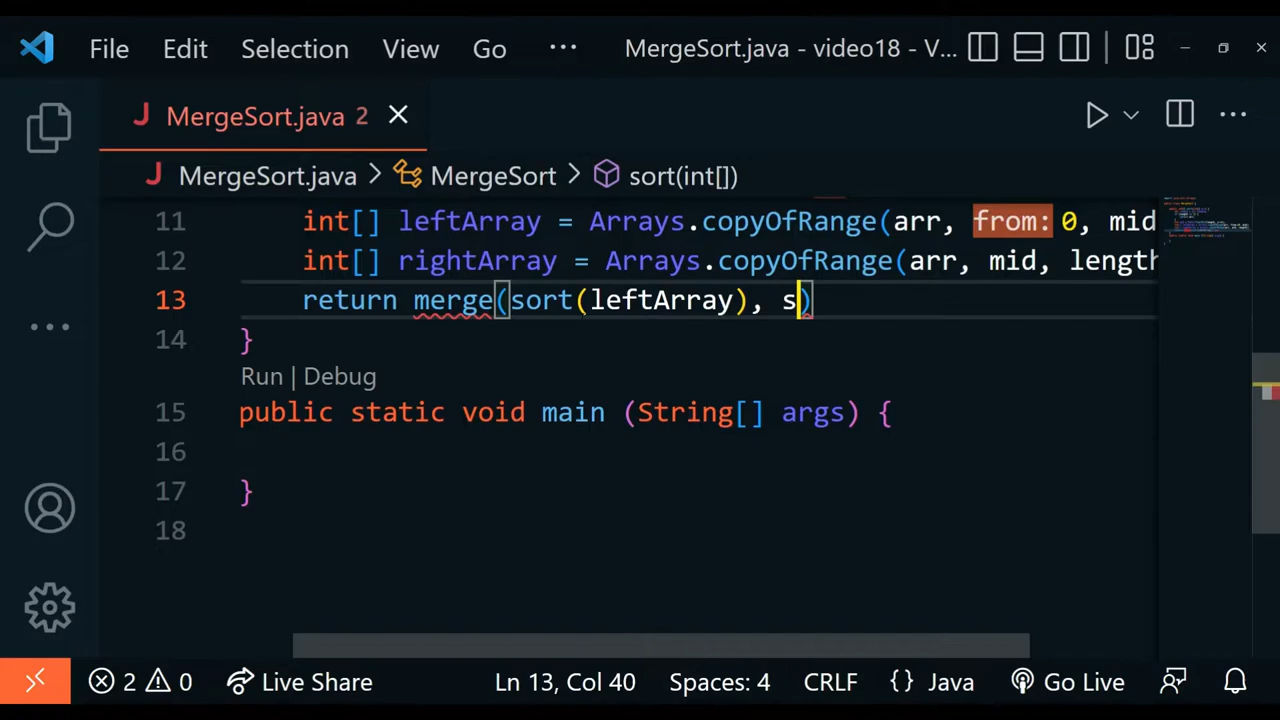 File Edit Selection View Go ··· MergeSort.java - video18 - V...
MergeSort.java 2
MergeSort.java > MergeSort > sort(int[])
11 int[] leftArray = Arrays.copyOfRange(arr, from: 0, mid
12 int[] rightArray = Arrays.copyOfRange(arr, mid, length
13 return merge(sort(leftArray), s)
14 }
Run | Debug
15 public static void main (String[] args) {
16
17 }
18
2 0 Live Share Ln 13, Col 40 Spaces: 4 CRLF {} Java Go Live